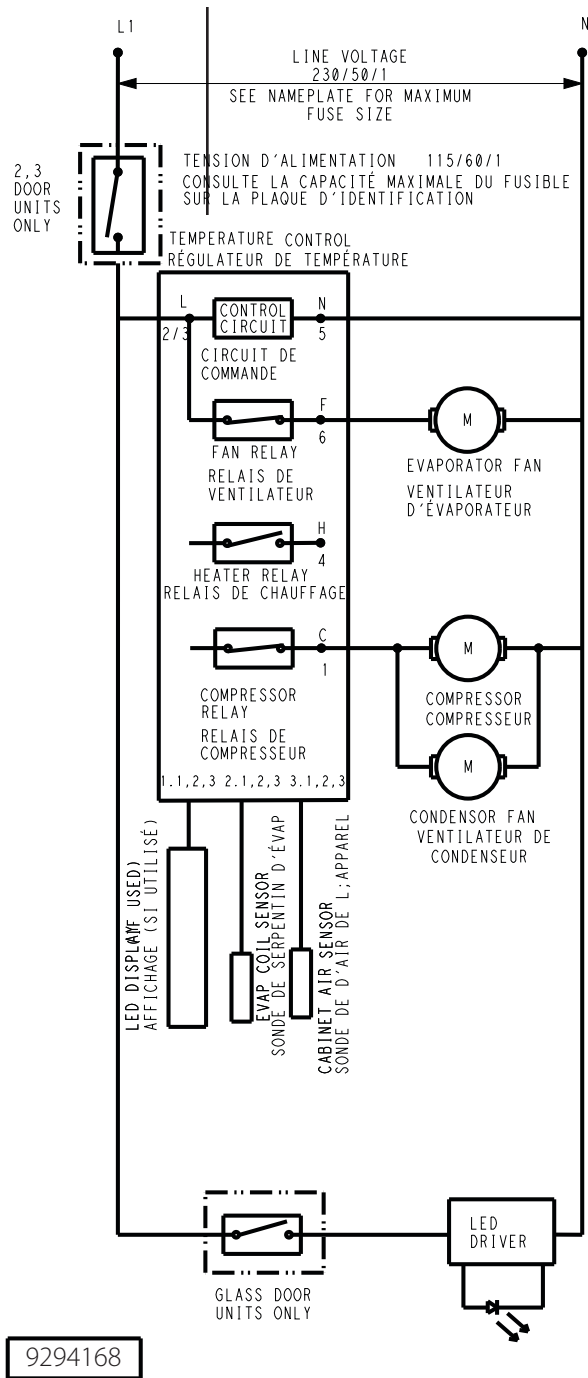 L1
N
LINE VOLTAGE
230/50/1
SEE NAMEPLATE FOR MAXIMUM
FUSE SIZE
2,3
DOOR
UNITS
ONLY
TENSION D'ALIMENTATION 115/60/1
CONSULTE LA CAPACITÉ MAXIMALE DU FUSIBLE
SUR LA PLAQUE D'IDENTIFICATION
TEMPERATURE CONTROL
RÉGULATEUR DE TEMPÉRATURE
L
2/3
CONTROL
CIRCUIT
N
5
CIRCUIT DE
COMMANDE
F
6
FAN RELAY
RELAIS DE
VENTILATEUR
M
EVAPORATOR FAN
VENTILATEUR
D'ÉVAPORATEUR
H
4
HEATER RELAY
RELAIS DE CHAUFFAGE
C
1
COMPRESSOR
RELAY
RELAIS DE
COMPRESSEUR
M
COMPRESSOR
COMPRESSEUR
M
CONDENSOR FAN
VENTILATEUR DE
CONDENSEUR
1.1,2,3 2.1,2,3 3.1,2,3
LED DISPLAY USED)
AFFICHAGE (SI UTILISÉ)
EVAP COIL SENSOR
SONDE DE SERPENTIN D'ÉVAP
CABINET AIR SENSOR
SONDE DE D'AIR DE L;APPAREL
GLASS DOOR
UNITS ONLY
LED
DRIVER
9294168